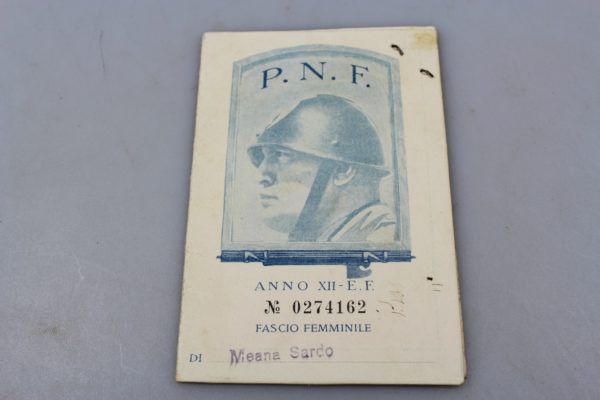 P. N. F.
ANNO XII - E.F.
№ 0274162
FASCIO FEMMINILE
DI Meana Sardo